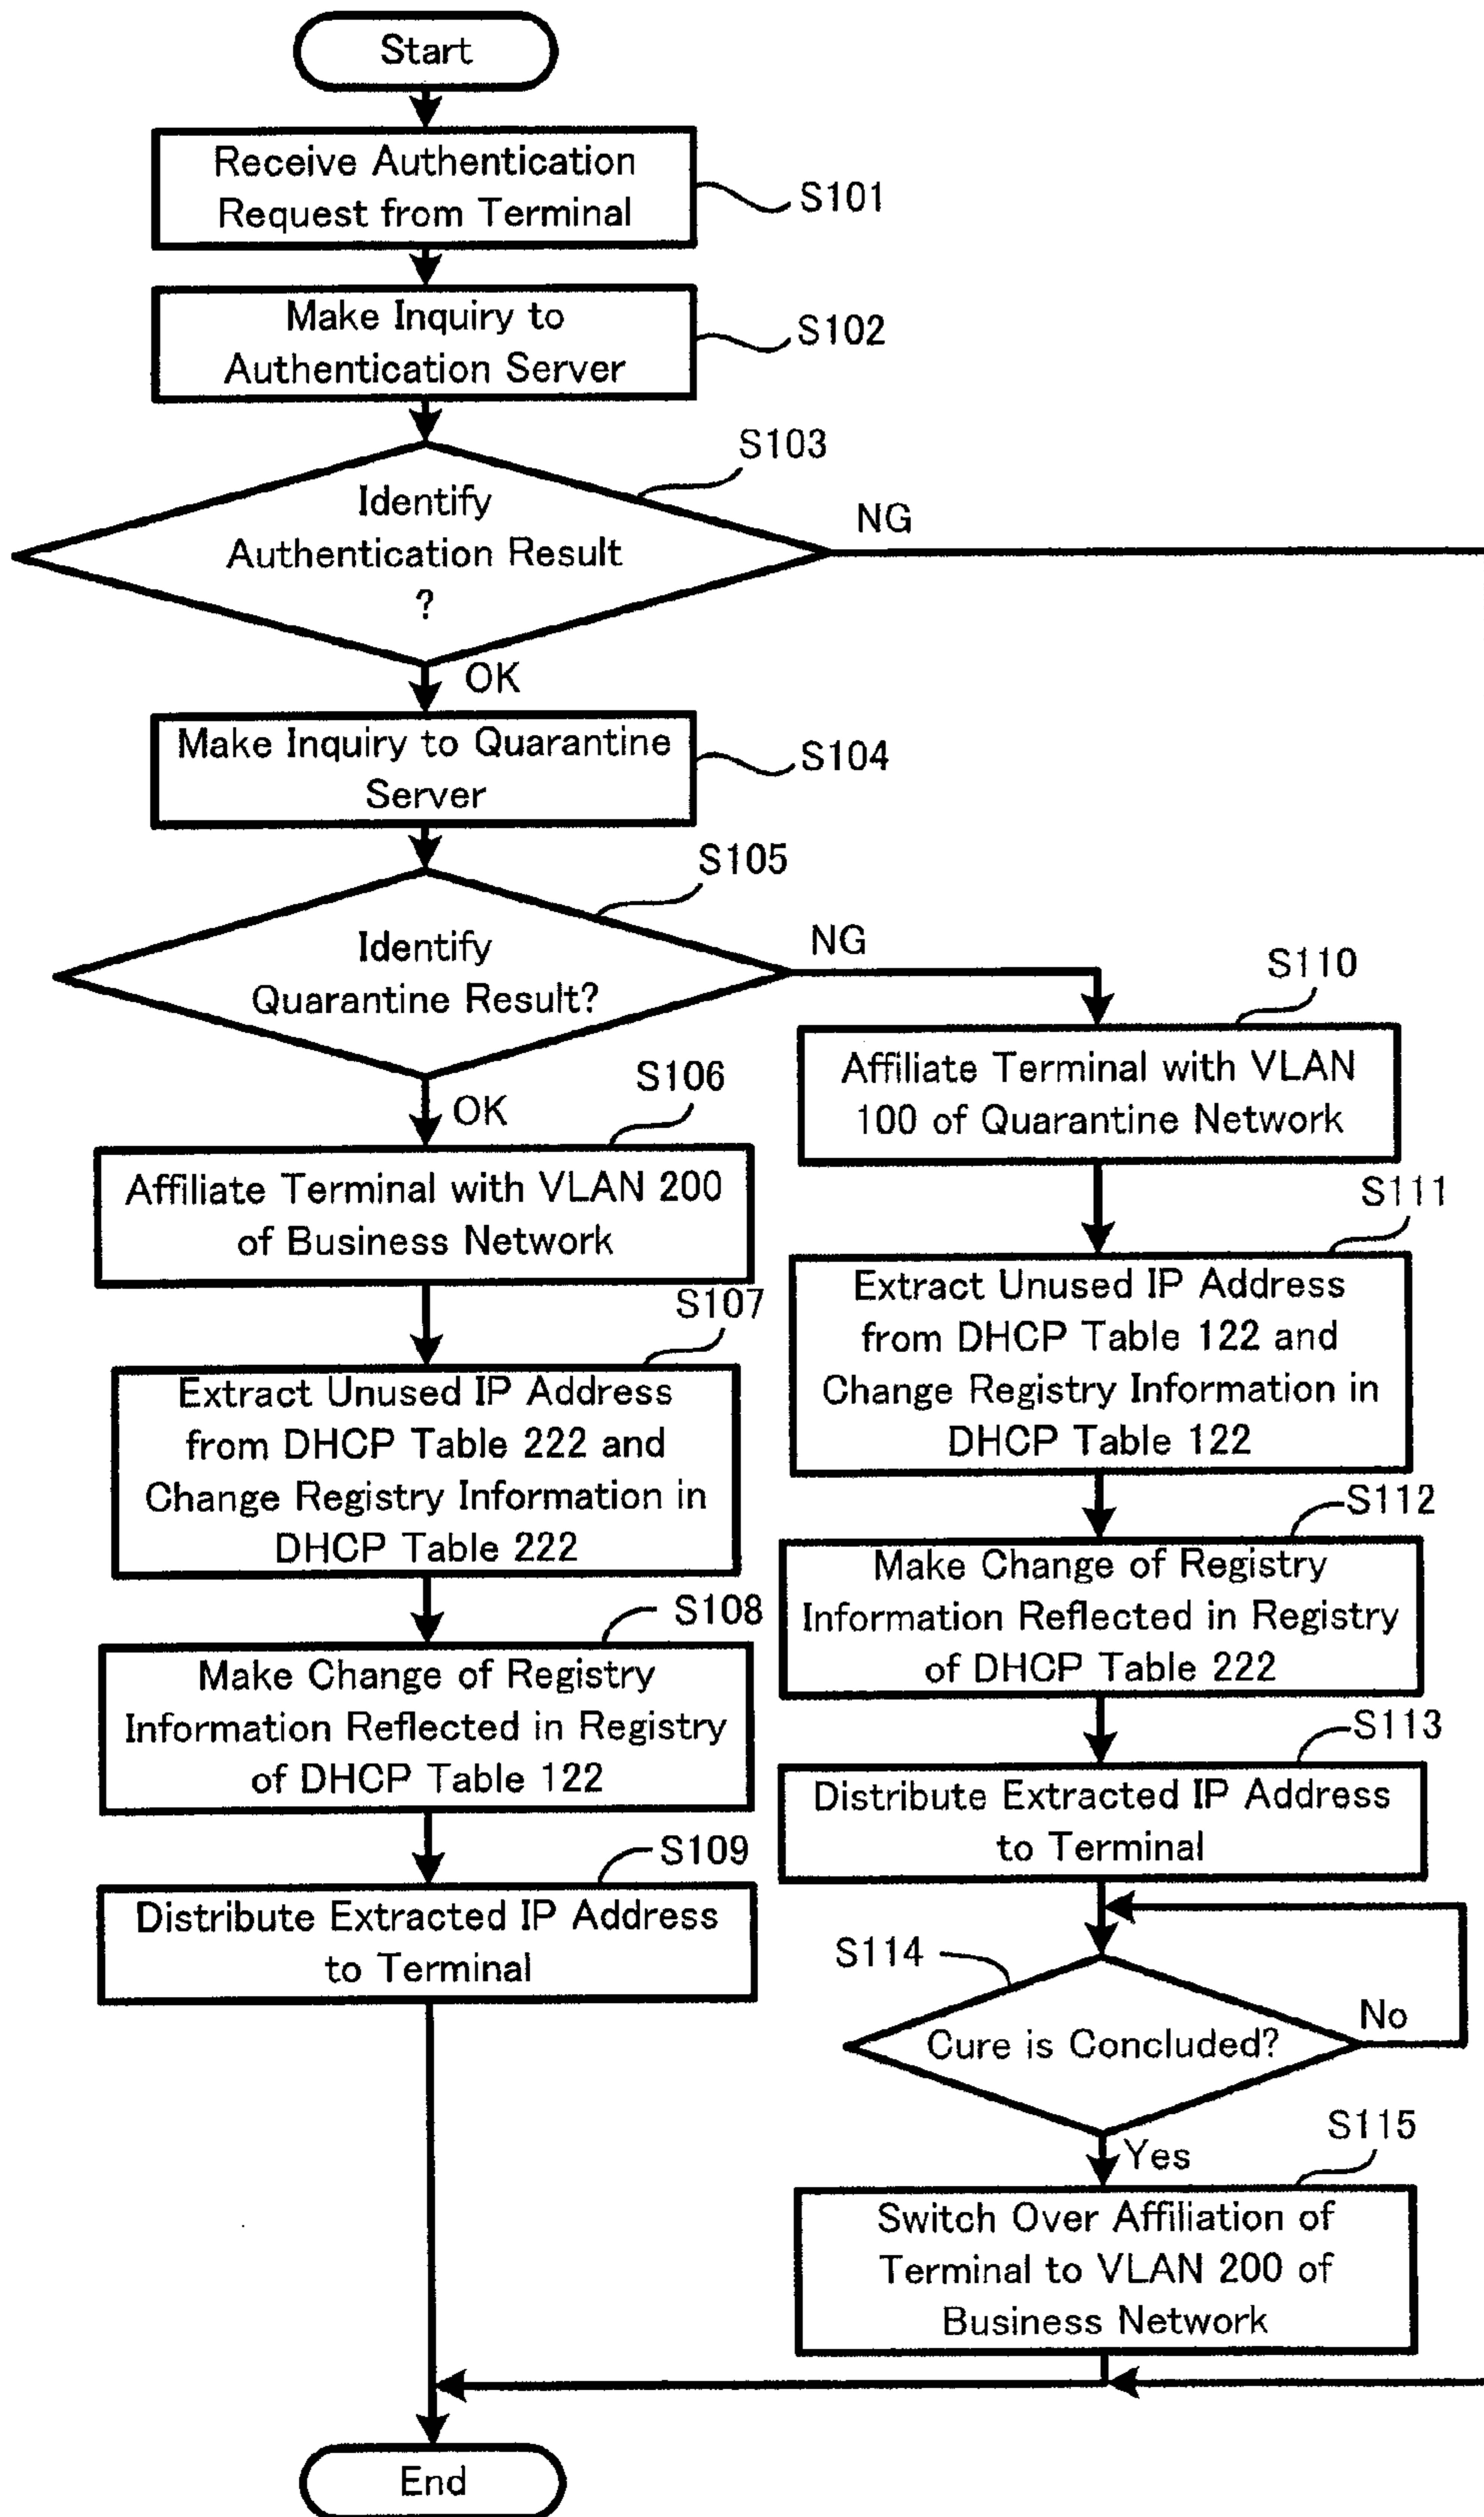 Start
Receive Authentication
Request from Terminal
S101
Make Inquiry to
Authentication Server
S102
S103
Identify
Authentication Result
?
NG
OK
Make Inquiry to Quarantine
Server
S104
S105
Identify
Quarantine Result?
NG
OK
S106
Affiliate Terminal with VLAN 200
of Business Network
S107
Extract Unused IP Address
from DHCP Table 222 and
Change Registry Information in
DHCP Table 222
S108
Make Change of Registry
Information Reflected in Registry
of DHCP Table 122
S109
Distribute Extracted IP Address
to Terminal
S110
Affiliate Terminal with VLAN
100 of Quarantine Network
S111
Extract Unused IP Address
from DHCP Table 122 and
Change Registry Information in
DHCP Table 122
S112
Make Change of Registry
Information Reflected in Registry
of DHCP Table 222
S113
Distribute Extracted IP Address
to Terminal
S114
Cure is Concluded?
No
Yes
S115
Switch Over Affiliation of
Terminal to VLAN 200 of
Business Network
End